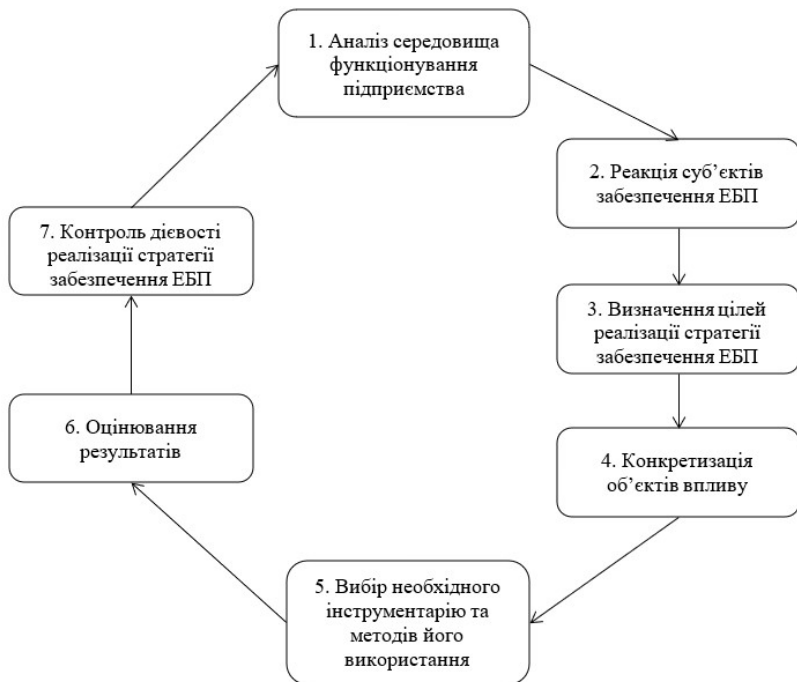 1. Аналіз середовища
функціонування
підприємства
2. Реакція суб’єктів
забезпечення ЕБП
3. Визначення цілей
реалізації стратегії
забезпечення ЕБП
4. Конкретизація
об’єктів впливу
5. Вибір необхідного
інструментарію та
методів його
використання
6. Оцінювання
результатів
7. Контроль дієвості
реалізації стратегії
забезпечення ЕБП